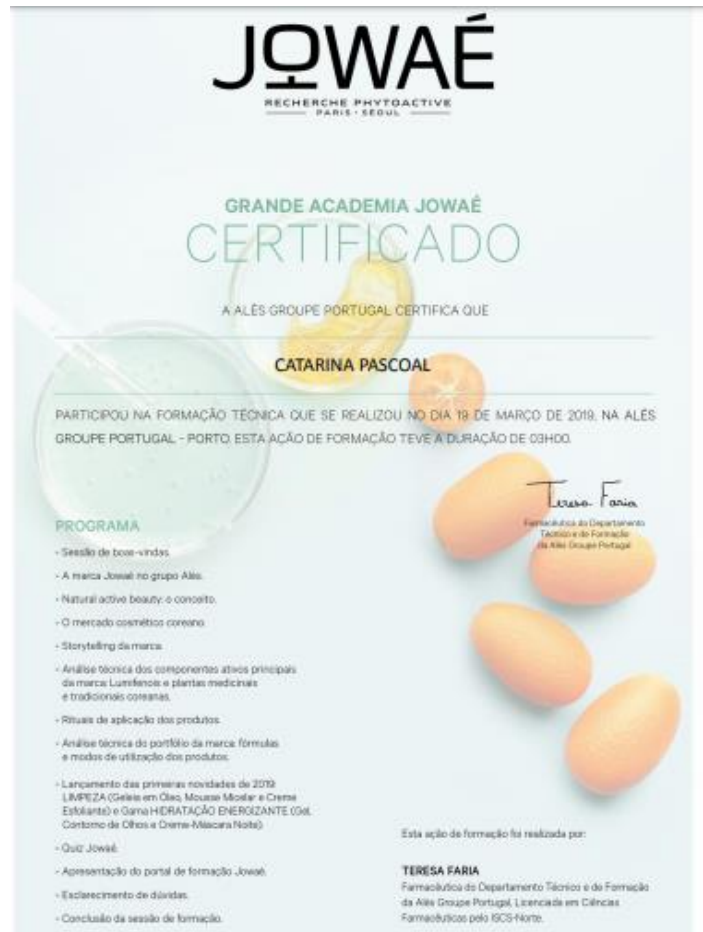 JOWAÉ
RECHERCHE PHYTOACTIVE
PARIS · SEOUL
GRANDE ACADEMIA JOWAÉ
CERTIFICADO
A ALÈS GROUPE PORTUGAL CERTIFICA QUE
CATARINA PASCOAL
PARTICIPOU NA FORMAÇÃO TÉCNICA QUE SE REALIZOU NO DIA 19 DE MARÇO DE 2019, NA ALÈS
GROUPE PORTUGAL - PORTO. ESTA AÇÃO DE FORMAÇÃO TEVE A DURAÇÃO DE 03H00.
Teresa Faria
Farmacêutica do Departamento
Técnico e de Formação
da Alès Groupe Portugal
PROGRAMA
- Sessão de boas-vindas.
- A marca Jowaé no grupo Alès.
- Natural active beauty: o conceito.
- O mercado cosmético coreano.
- Storytelling da marca.
- Análise técnica dos componentes ativos principais
da marca: Lumifenóis e plantas medicinais
e tradicionais coreanas.
- Rituais de aplicação dos produtos.
- Análise técnica do portfólio da marca: fórmulas
e modos de utilização dos produtos.
- Lançamento das primeiras novidades de 2019:
LIMPEZA (Geleia em Óleo, Mousse Micelar e Creme
Esfoliante) e Gama HIDRATAÇÃO ENERGIZANTE (Gel,
Contorno de Olhos e Creme-Máscara Noite).
- Quiz Jowaé.
- Apresentação do portal de formação Jowaé.
- Esclarecimento de dúvidas.
- Conclusão da sessão de formação.
Esta ação de formação foi realizada por:
TERESA FARIA
Farmacêutica do Departamento Técnico e de Formação
da Alès Groupe Portugal, Licenciada em Ciências
Farmacêuticas pelo ISCS-Norte.